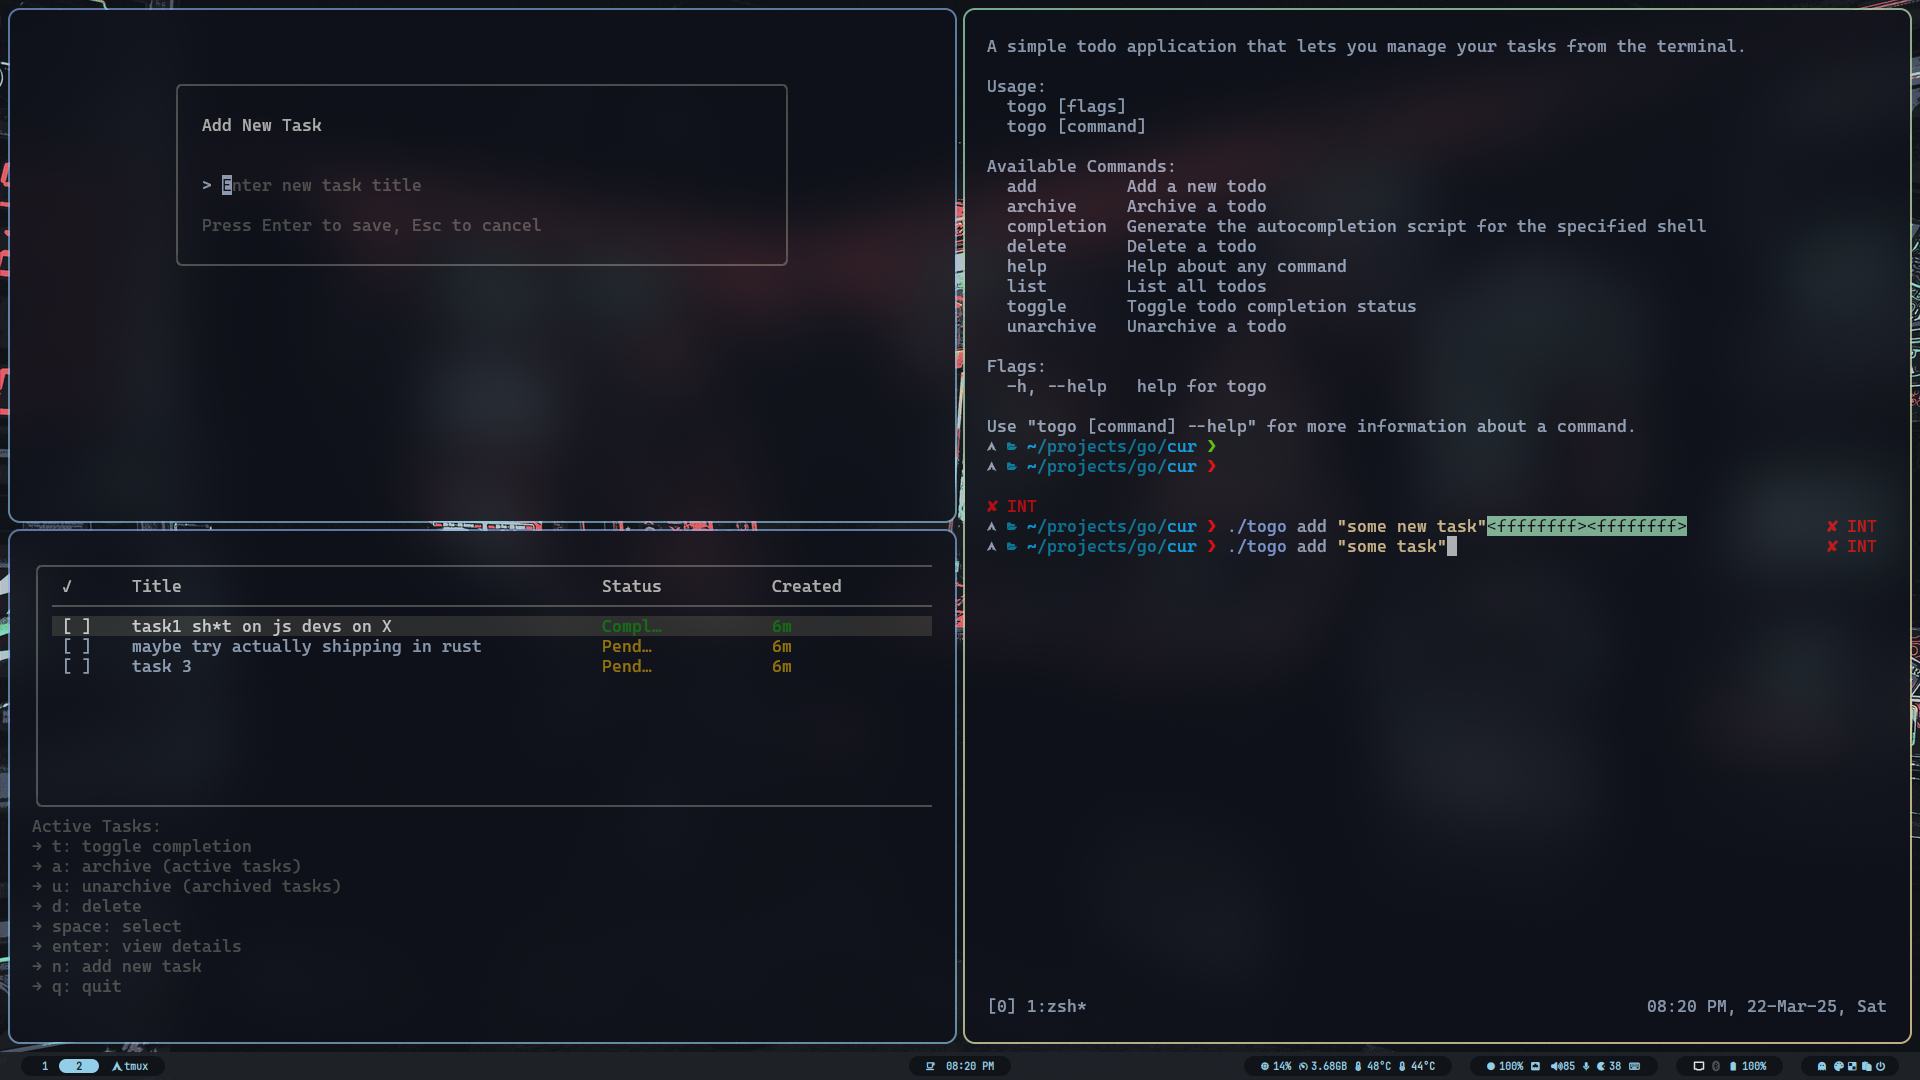 Add New Task
> Enter new task title
Press Enter to save, Esc to cancel
✓ Title Status Created
[ ] task1 sh*t on js devs on X Compl… 6m
[ ] maybe try actually shipping in rust Pend… 6m
[ ] task 3 Pend… 6m
Active Tasks:
→ t: toggle completion
→ a: archive (active tasks)
→ u: unarchive (archived tasks)
→ d: delete
→ space: select
→ enter: view details
→ n: add new task
→ q: quit
A simple todo application that lets you manage your tasks from the terminal.
Usage:
togo [flags]
togo [command]
Available Commands:
add Add a new todo
archive Archive a todo
completion Generate the autocompletion script for the specified shell
delete Delete a todo
help Help about any command
list List all todos
toggle Toggle todo completion status
unarchive Unarchive a todo
Flags:
-h, --help help for togo
Use "togo [command] --help" for more information about a command.
~/projects/go/cur ❯
~/projects/go/cur ❯
✘ INT
~/projects/go/cur ❯ ./togo add "some new task"<ffffffff><ffffffff> ✘ INT
~/projects/go/cur ❯ ./togo add "some task" ✘ INT
[0] 1:zsh* 08:20 PM, 22-Mar-25, Sat
1 2 tmux 08:20 PM 14% 3.68GB 48°C 44°C 100% 85 38 100%